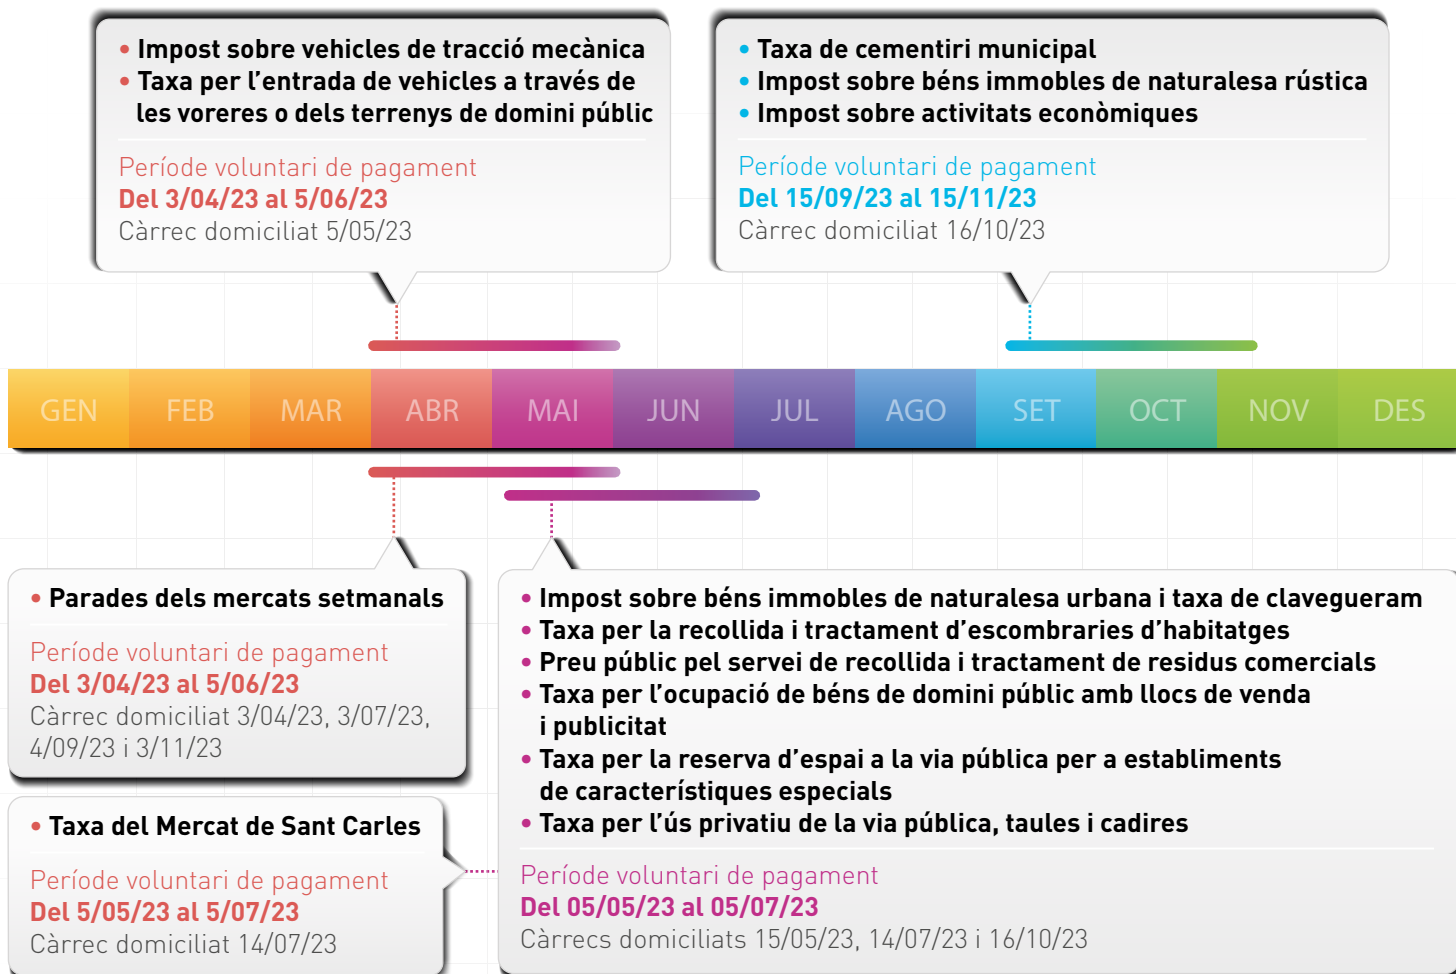 • Impost sobre vehicles de tracció mecànica
• Taxa per l’entrada de vehicles a través de
les voreres o dels terrenys de domini públic
Període voluntari de pagament
Del 3/04/23 al 5/06/23
Càrrec domiciliat 5/05/23
• Taxa de cementiri municipal
• Impost sobre béns immobles de naturalesa rústica
• Impost sobre activitats econòmiques
Període voluntari de pagament
Del 15/09/23 al 15/11/23
Càrrec domiciliat 16/10/23
GEN FEB MAR ABR MAI JUN JUL AGO SET OCT NOV DES
• Parades dels mercats setmanals
Període voluntari de pagament
Del 3/04/23 al 5/06/23
Càrrec domiciliat 3/04/23, 3/07/23,
4/09/23 i 3/11/23
• Taxa del Mercat de Sant Carles
Període voluntari de pagament
Del 5/05/23 al 5/07/23
Càrrec domiciliat 14/07/23
• Impost sobre béns immobles de naturalesa urbana i taxa de clavegueram
• Taxa per la recollida i tractament d’escombraries d’habitatges
• Preu públic pel servei de recollida i tractament de residus comercials
• Taxa per l’ocupació de béns de domini públic amb llocs de venda
i publicitat
• Taxa per la reserva d’espai a la via pública per a establiments
de característiques especials
• Taxa per l’ús privatiu de la via pública, taules i cadires
Període voluntari de pagament
Del 05/05/23 al 05/07/23
Càrrecs domiciliats 15/05/23, 14/07/23 i 16/10/23